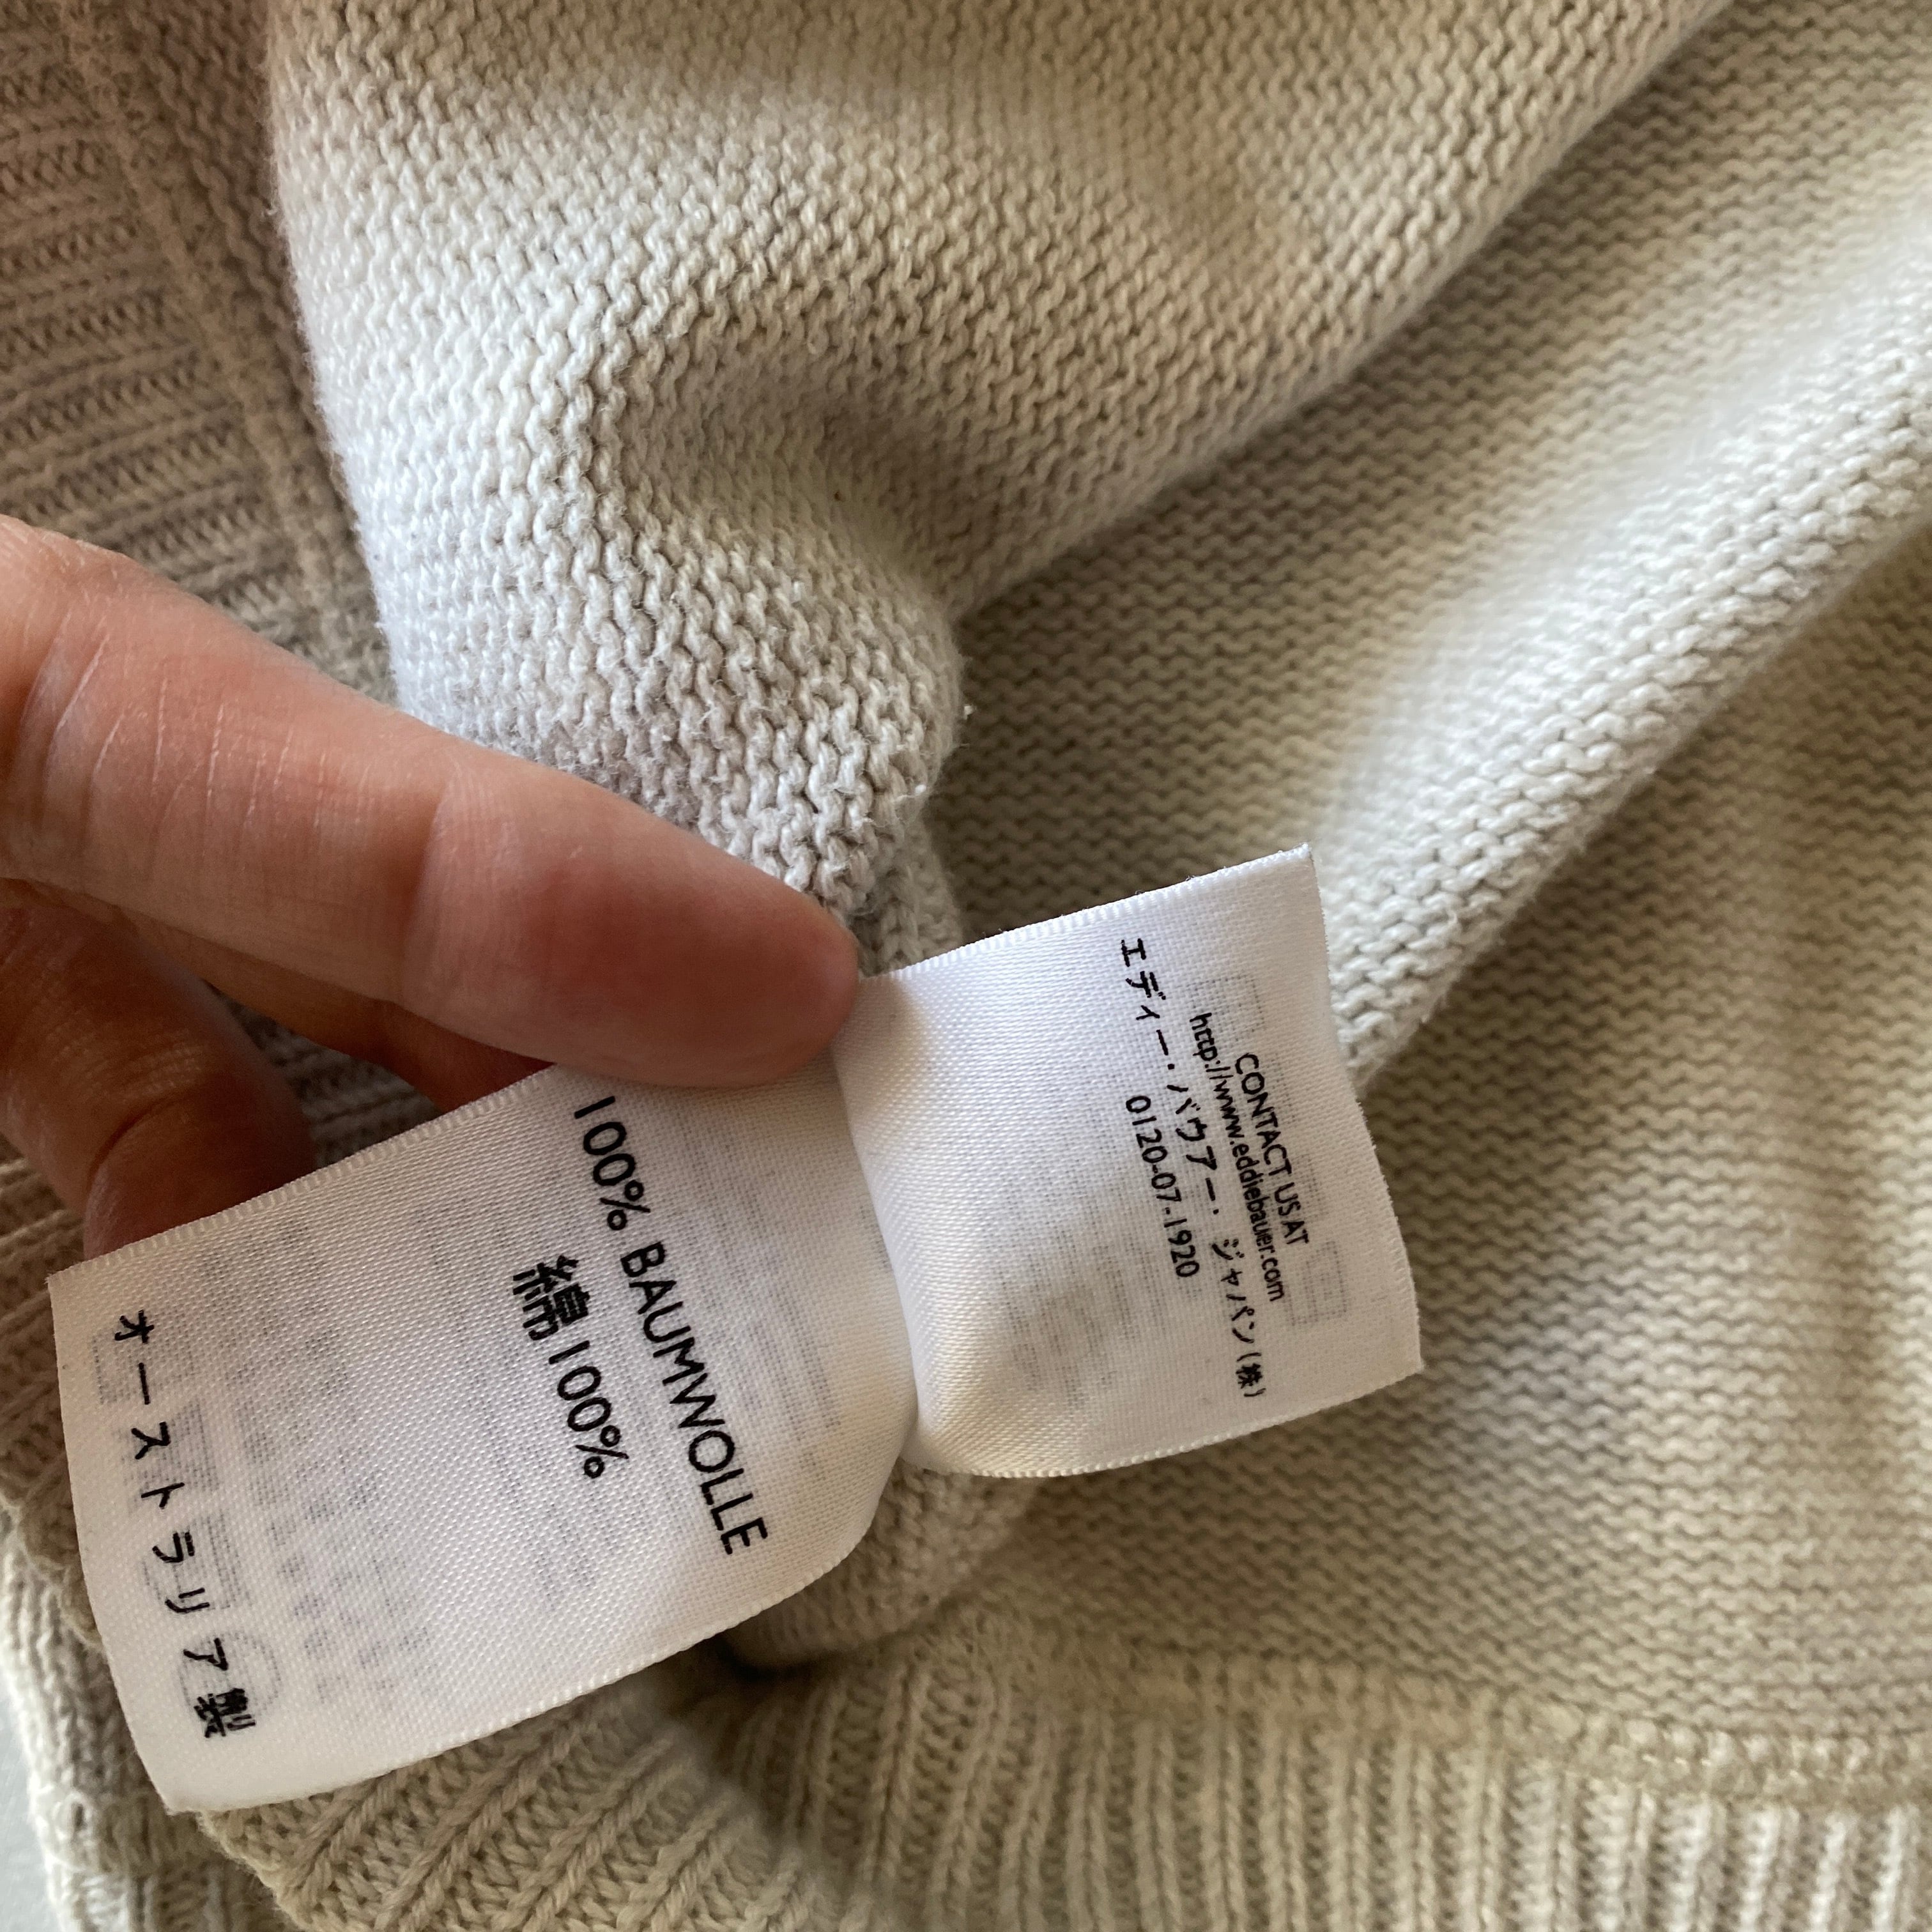 100% BAUMWOLLE
綿100%
オーストラリア製
CONTACT US AT
http://www.eddiebauer.com
エディー・バウアー・ジャパン(株)
0120-07-1920